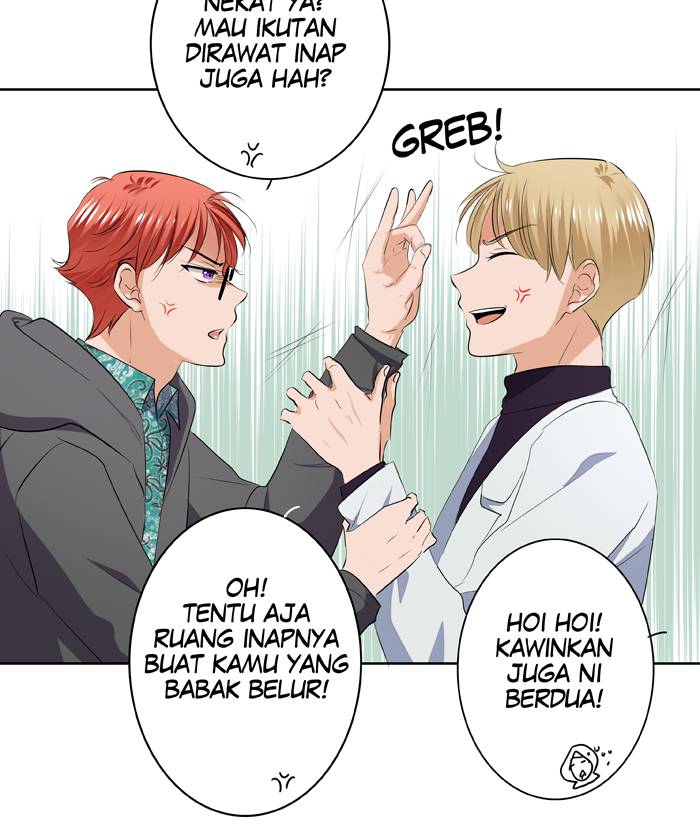 NEKAT YA?
MAU IKUTAN
DIRAWAT INAP
JUGA HAH?
GREB!
OH!
TENTU AJA
RUANG INAPNYA
BUAT KAMU YANG
BABAK BELUR!
HOI HOI!
KAWINKAN
JUGA NI
BERDUA!